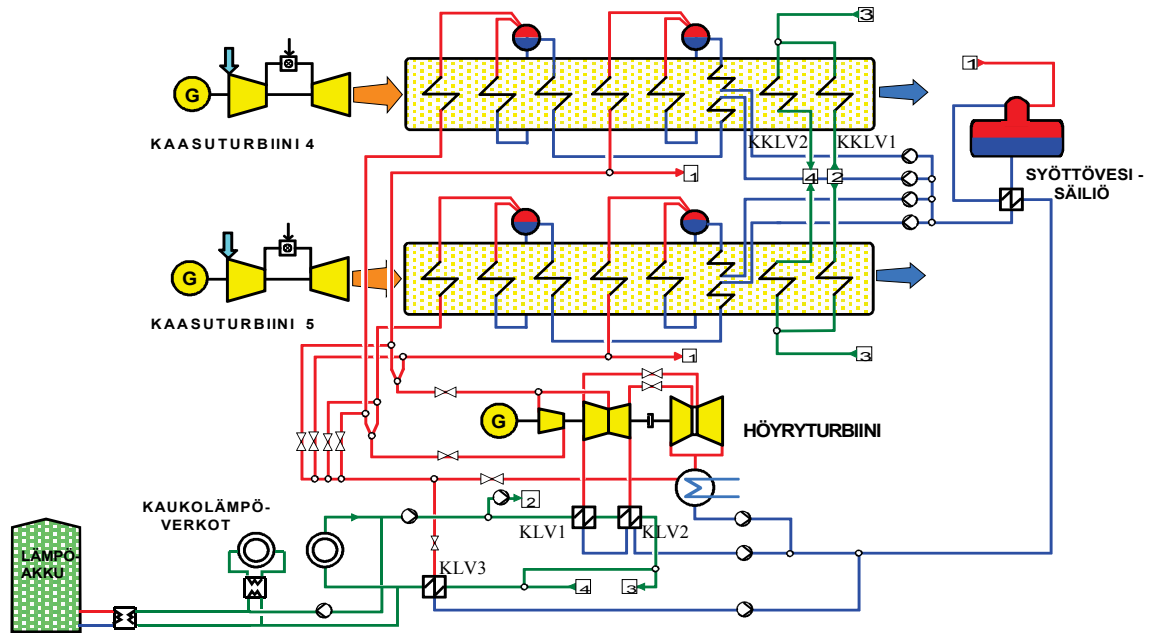 3
1
G
KAASUTURBIINI 4
KKLV2
KKLV1
1
4
2
SYÖTTÖVESI -
SÄILIÖ
G
KAASUTURBIINI 5
1
3
G
HÖYRYTURBIINI
KAUKOLÄMPÖ-
VERKOT
2
KLV1
KLV2
LÄMPÖ-
AKKU
KLV3
4
3